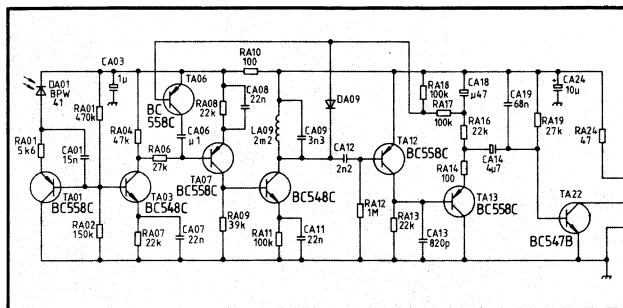 DA01
BPW
41
RA01
470k
RA01
5k6
CA01
15n
TA01
BC558C
RA02
150k
CA03
1µ
RA04
47k
RA06
27k
TA03
BC548C
RA07
22k
CA07
22n
TA06
BC
558C
CA06
µ1
RA08
22k
CA08
22n
TA07
BC558C
RA09
39k
RA10
100
LA09
2m2
CA09
3n3
BC548C
RA11
100k
CA11
22n
DA09
CA12
2n2
RA12
1M
TA12
BC558C
RA13
22k
CA13
820p
RA18
100k
RA17
100k
CA18
µ47
RA16
22k
RA14
100
CA14
4µ7
TA13
BC558C
CA19
68n
RA19
27k
CA24
+
10µ
TA22
BC547B
RA24
47